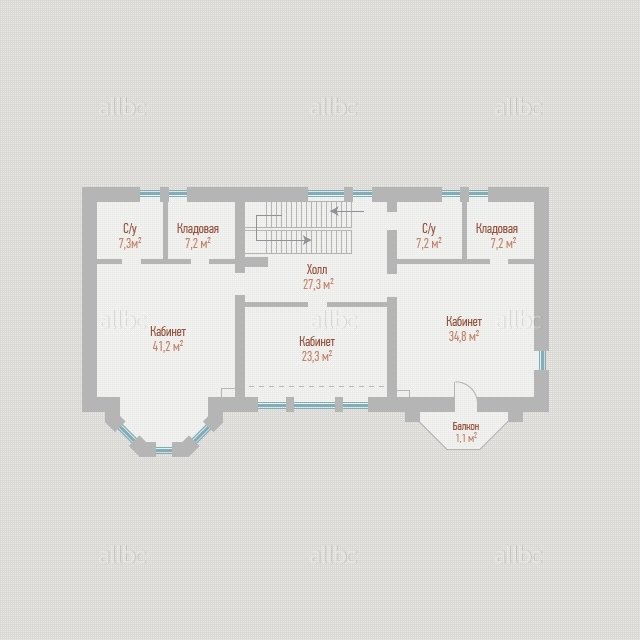 allbc allbc allbc
С/у
7,3м²
Кладовая
7,2 м²
С/у
7,2 м²
Кладовая
7,2 м²
Холл
27,3 м²
allbc allbc allbc
Кабинет
41,2 м²
Кабинет
23,3 м²
Кабинет
34,8 м²
Балкон
1,1 м²
allbc allbc allbc